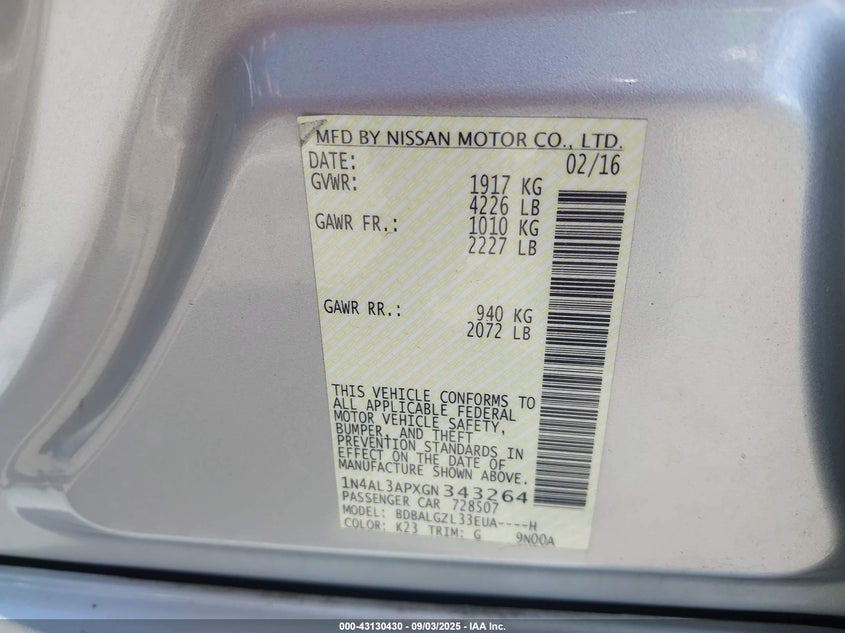 MFD BY NISSAN MOTOR CO., LTD.
DATE: 02/16
GVWR: 1917 KG
4226 LB
GAWR FR.: 1010 KG
2227 LB
GAWR RR.: 940 KG
2072 LB
THIS VEHICLE CONFORMS TO
ALL APPLICABLE FEDERAL
MOTOR VEHICLE SAFETY,
BUMPER, AND THEFT
PREVENTION STANDARDS IN
EFFECT ON THE DATE OF
MANUFACTURE SHOWN ABOVE.
1N4AL3APXGN343264
PASSENGER CAR 728507
MODEL: BDBALGZL33EUA----H
COLOR: K23 TRIM: G 9N00A
000-43130430 - 09/03/2025 - IAA Inc.